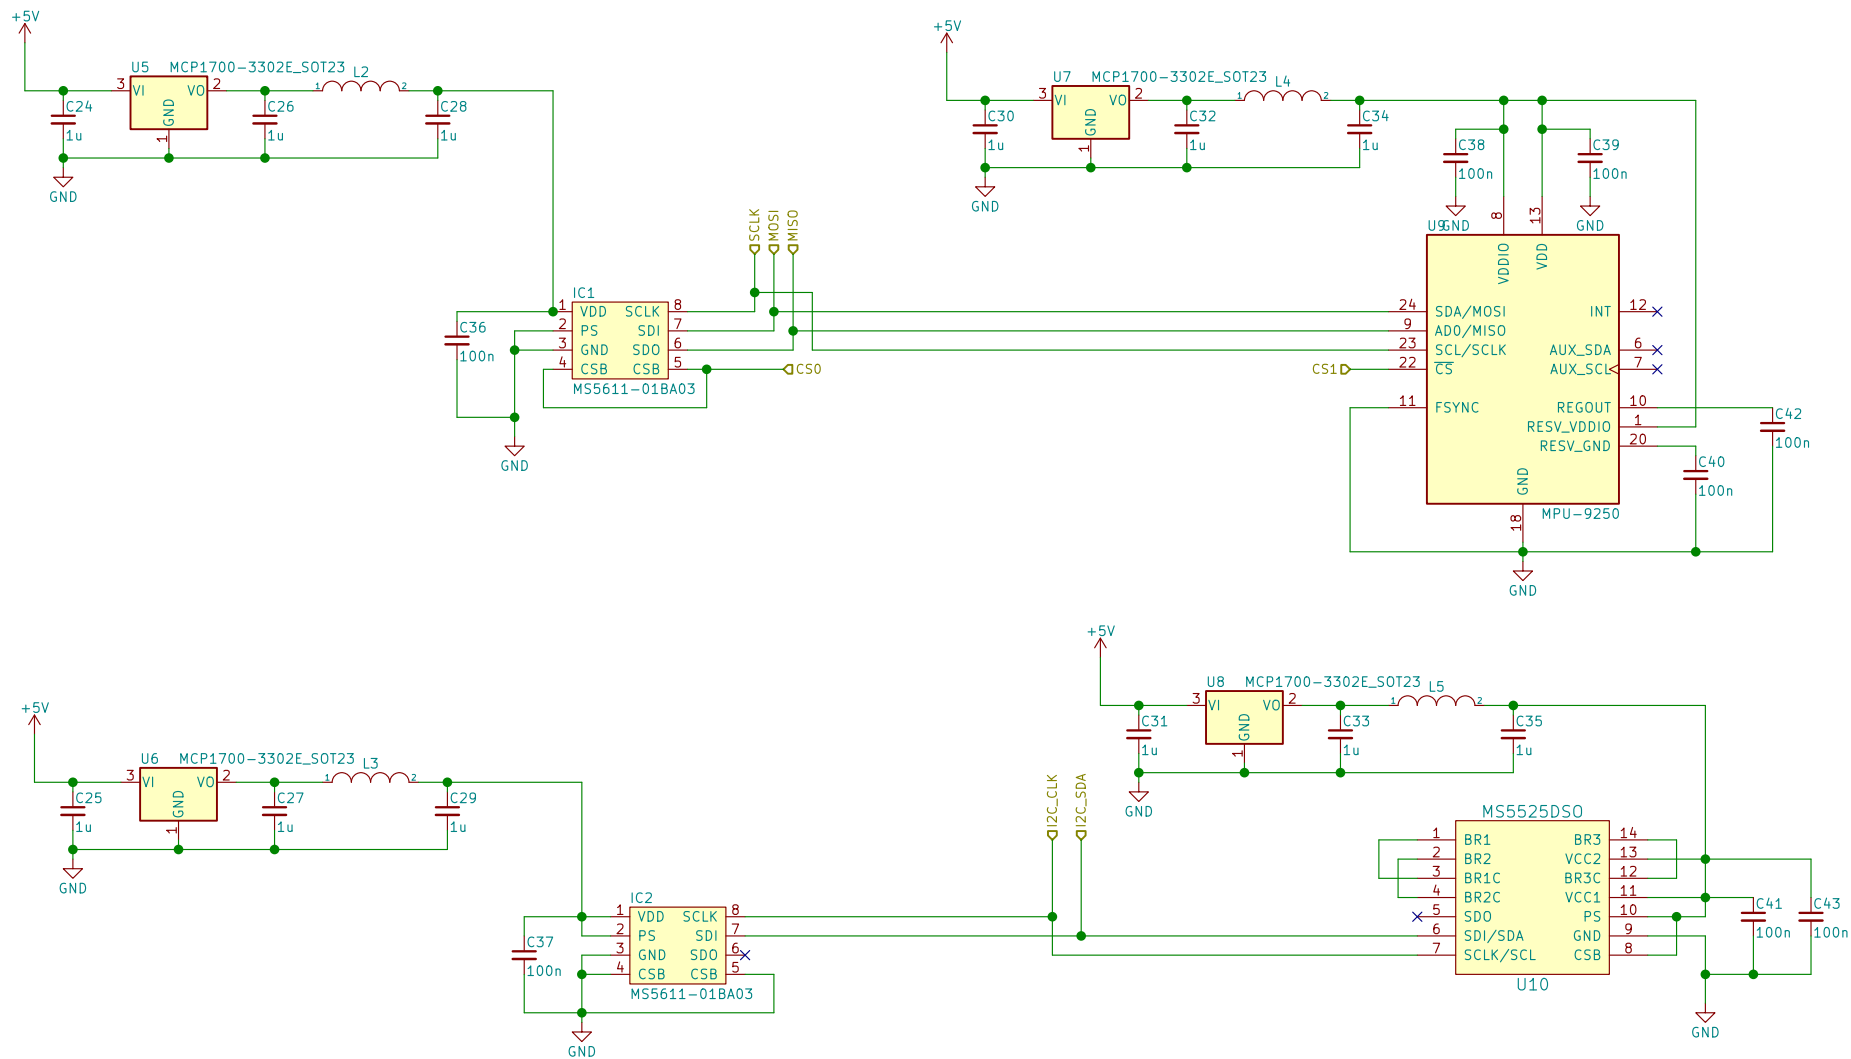 +5V
U5 MCP1700-3302E_SOT23
L2
3 VI VO 2
GND
1
1 2
C24
1u
C26
1u
C28
1u
GND
+5V
U7 MCP1700-3302E_SOT23
L4
3 VI VO 2
GND
1
1 2
C30
1u
C32
1u
C34
1u
GND
C38
100n
GND
C39
100n
GND
SCLK
MOSI
MISO
IC1
1 VDD SCLK 8
2 PS SDI 7
3 GND SDO 6
4 CSB CSB 5
MS5611-01BA03
C36
100n
GND
CS0
CS1
U9
8 VDDIO
13 VDD
24 SDA/MOSI INT 12
9 AD0/MISO
23 SCL/SCLK AUX_SDA 6
22 CS AUX_SCL 7
11 FSYNC REGOUT 10
RESV_VDDIO 1
RESV_GND 20
GND
18
MPU-9250
C42
100n
C40
100n
GND
+5V
U8 MCP1700-3302E_SOT23
L5
3 VI VO 2
GND
1
1 2
C31
1u
C33
1u
C35
1u
GND
+5V
U6 MCP1700-3302E_SOT23
L3
3 VI VO 2
GND
1
1 2
C25
1u
C27
1u
C29
1u
GND
I2C_CLK
I2C_SDA
IC2
1 VDD SCLK 8
2 PS SDI 7
3 GND SDO 6
4 CSB CSB 5
MS5611-01BA03
C37
100n
GND
MS5525DSO
1 BR1 BR3 14
2 BR2 VCC2 13
3 BR1C BR3C 12
4 BR2C VCC1 11
5 SDO PS 10
6 SDI/SDA GND 9
7 SCLK/SCL CSB 8
U10
C41
100n
C43
100n
GND